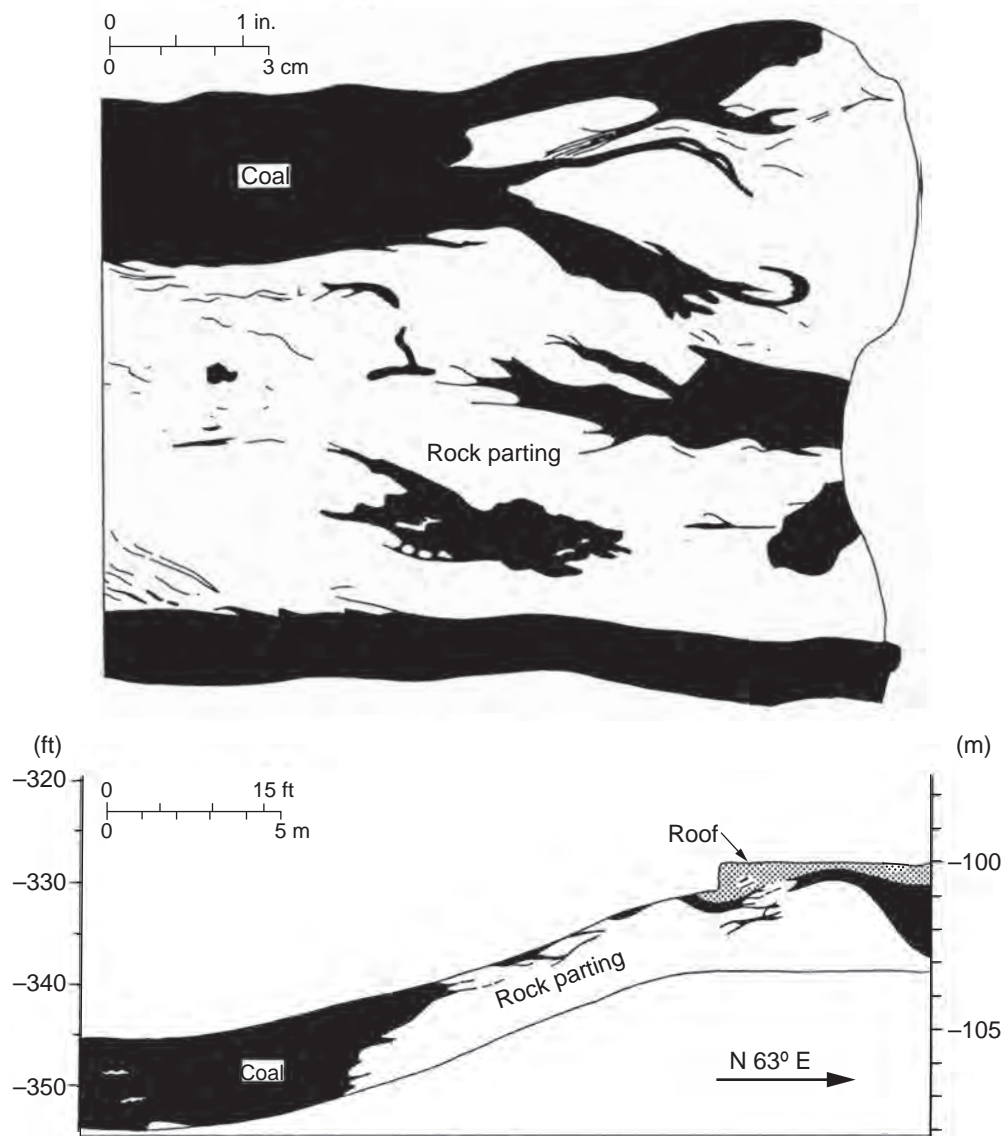 0 1 in.
0 3 cm
Coal
Rock parting
(ft) (m)
–320
0 15 ft
0 5 m
Roof
–100
–330
Rock parting
–340
–105
Coal
N 63º E
–350